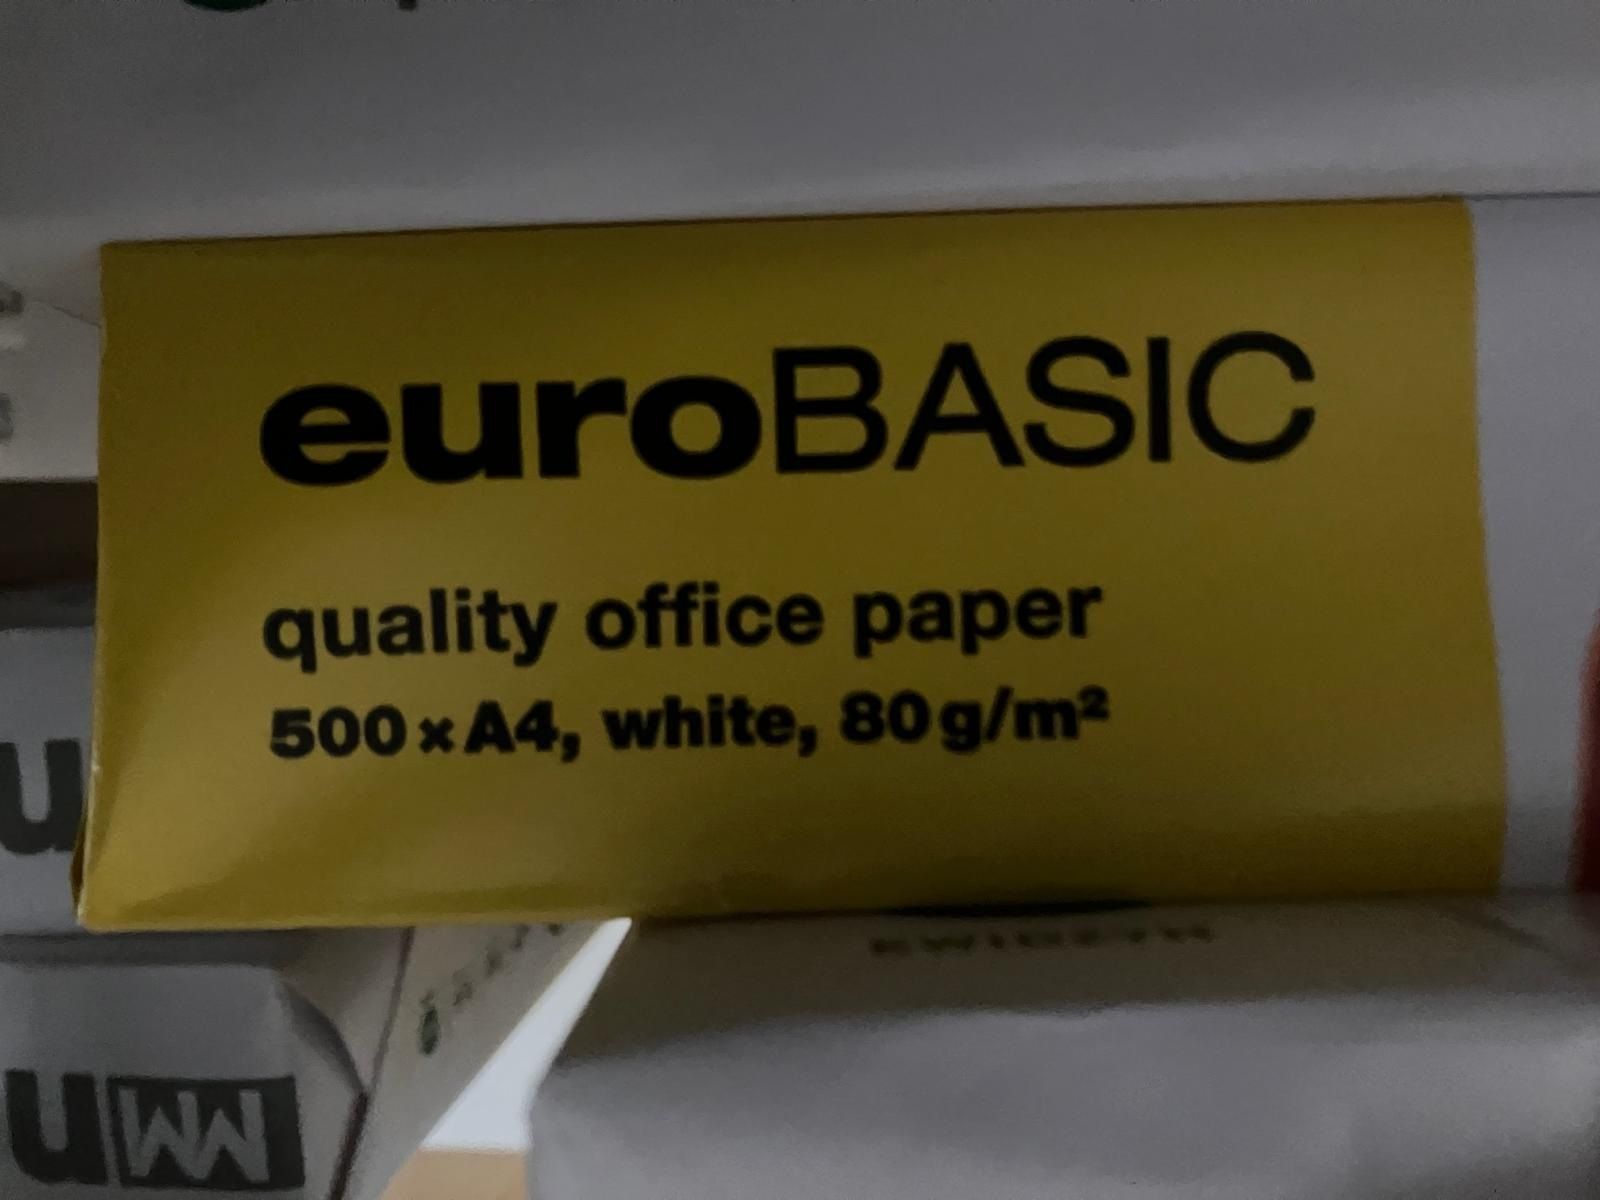 euroBASIC
quality office paper
500 x A4, white, 80 g/m²